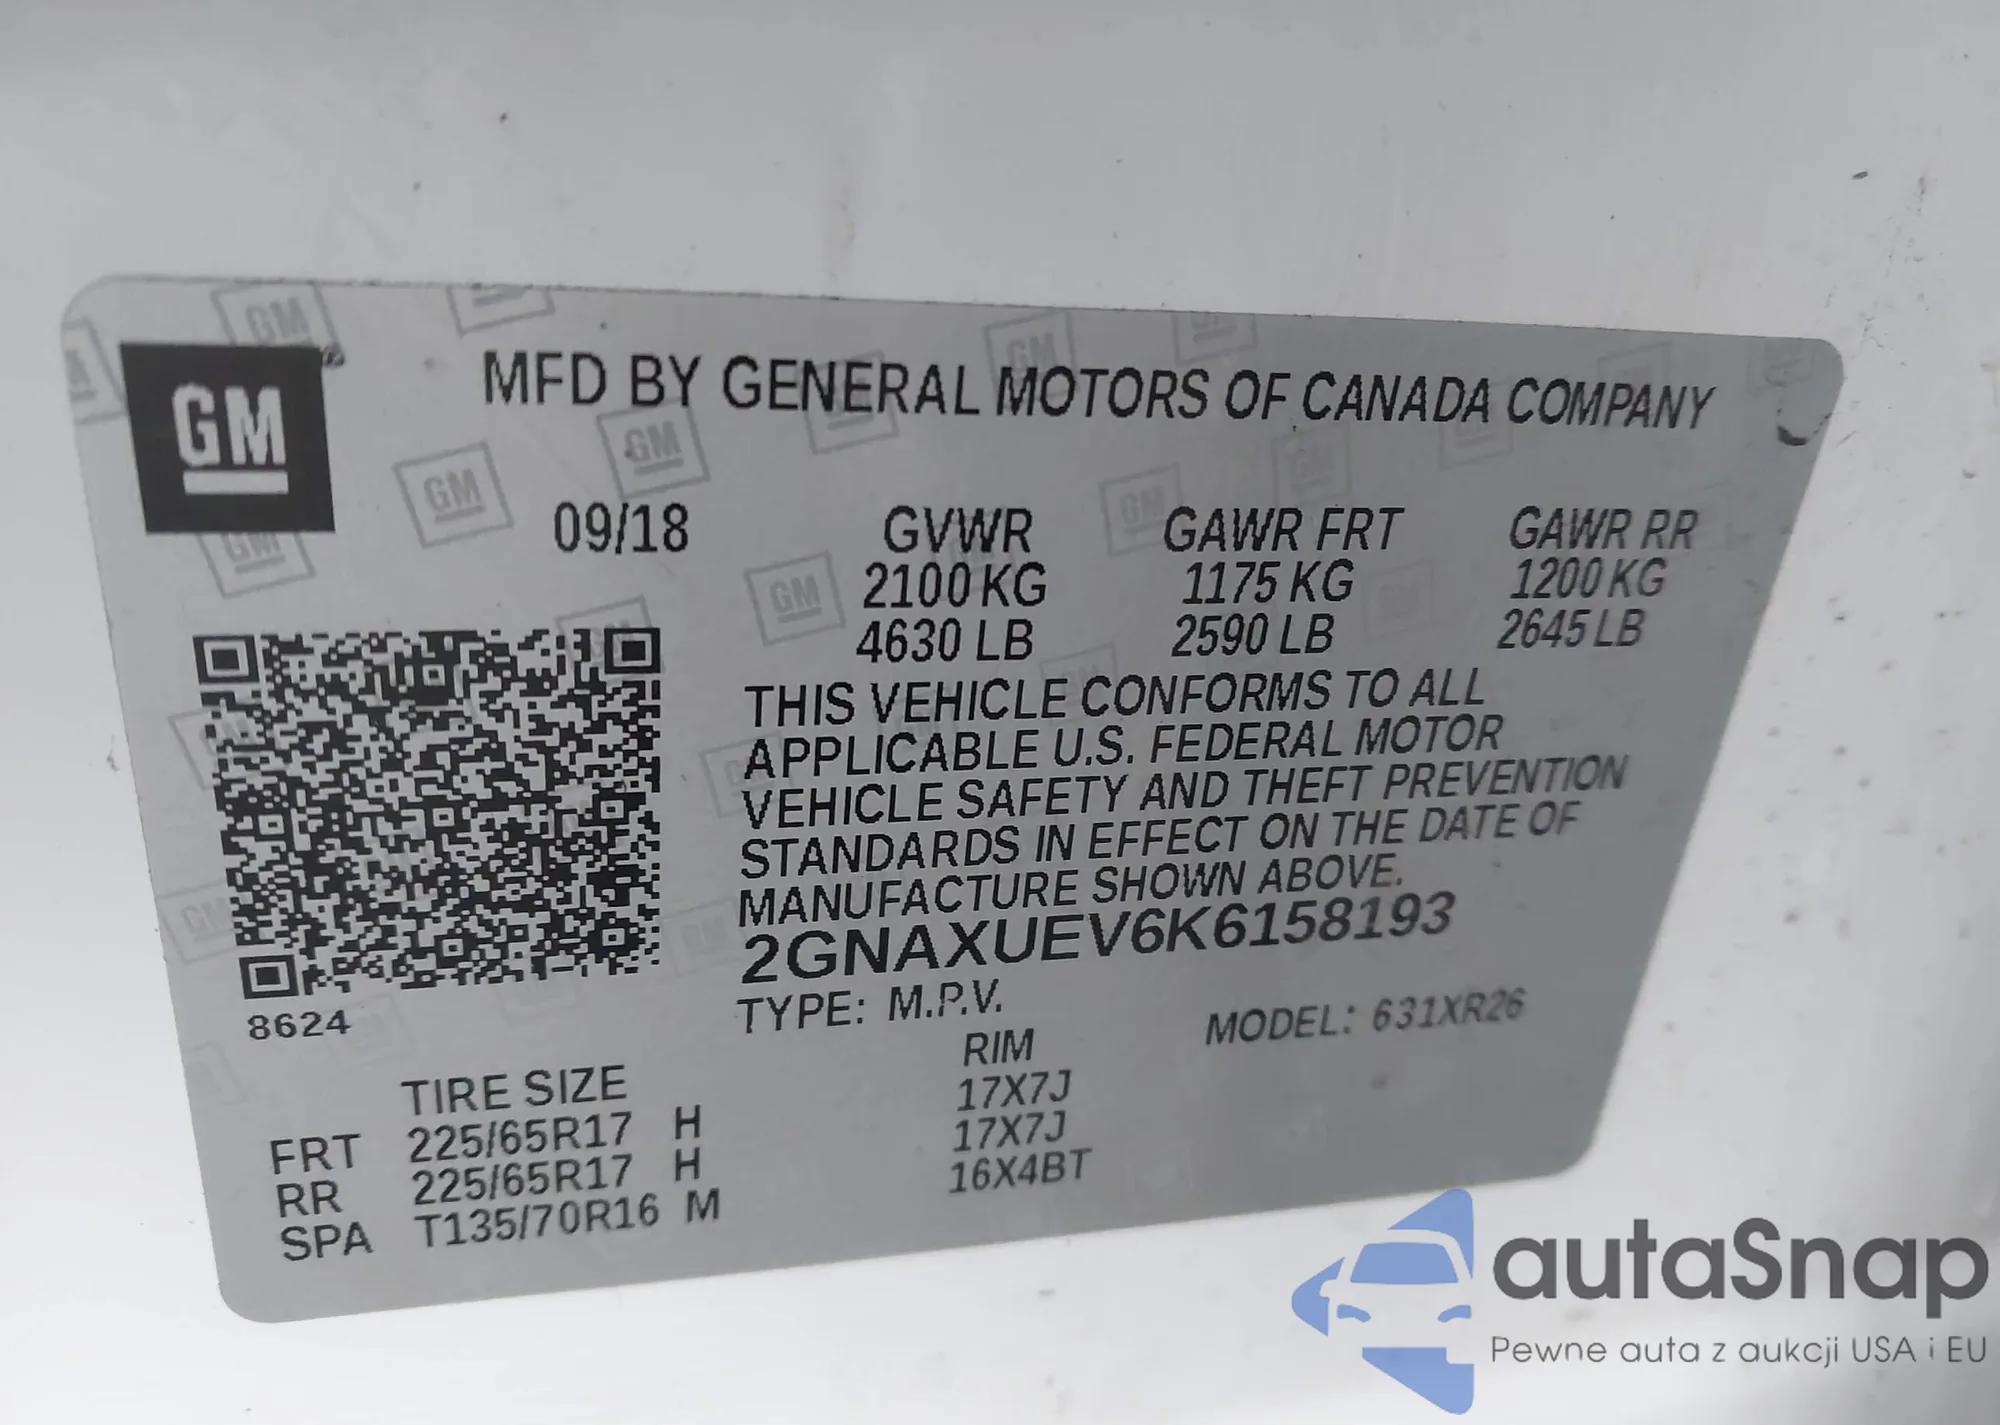 GM
MFD BY GENERAL MOTORS OF CANADA COMPANY
09/18 GVWR GAWR FRT GAWR RR
2100 KG 1175 KG 1200 KG
4630 LB 2590 LB 2645 LB
THIS VEHICLE CONFORMS TO ALL
APPLICABLE U.S. FEDERAL MOTOR
VEHICLE SAFETY AND THEFT PREVENTION
STANDARDS IN EFFECT ON THE DATE OF
MANUFACTURE SHOWN ABOVE.
2GNAXUEV6K6158193
TYPE: M.P.V. MODEL: 631XR26
8624
TIRE SIZE RIM
FRT 225/65R17 H 17X7J
RR 225/65R17 H 17X7J
SPA T135/70R16 M 16X4BT
autaSnap
Pewne auta z aukcji USA i EU